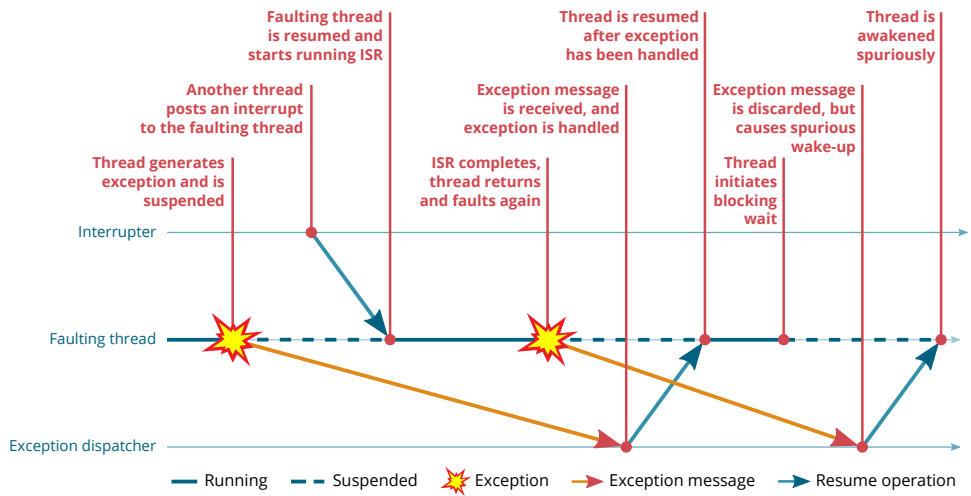 Faulting thread
is resumed and
starts running ISR
Thread is resumed
after exception
has been handled
Thread is
awakened
spuriously
Another thread
posts an interrupt
to the faulting thread
Exception message
is received, and
exception is handled
Exception message
is discarded, but
causes spurious
wake-up
Thread generates
exception and is
suspended
ISR completes,
thread returns
and faults again
Thread
initiates
blocking
wait
Interrupter
Faulting thread
Exception dispatcher
Running
Suspended
Exception
Exception message
Resume operation